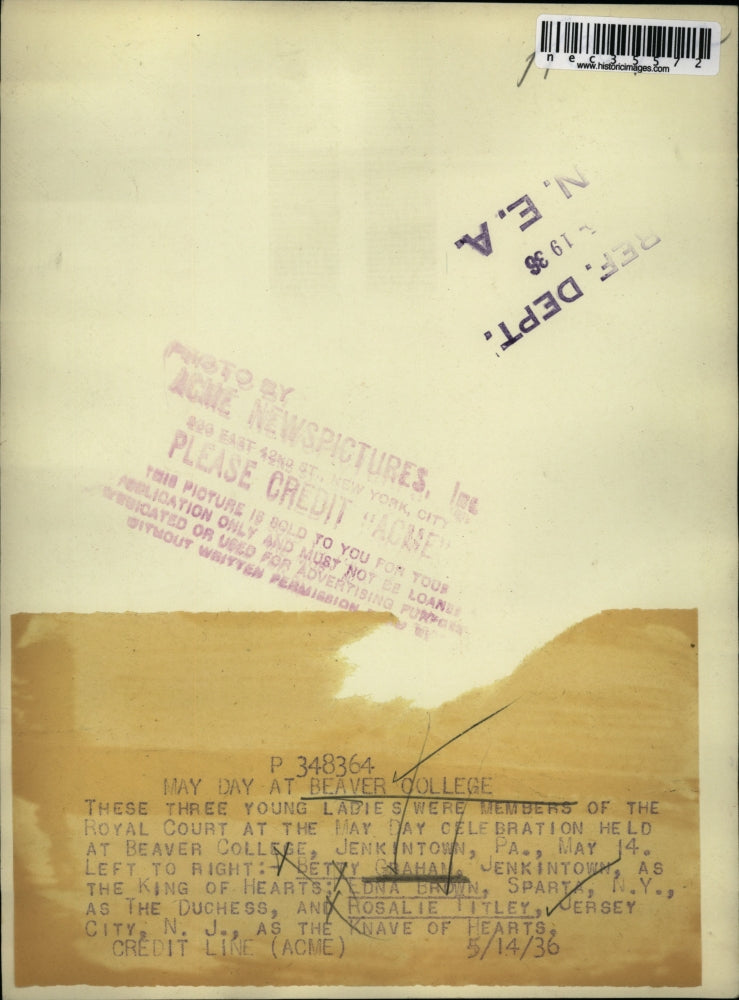 nec35572
www.historicimages.com
N. E. A.
19 36
REF. DEPT.
PHOTO BY
ACME NEWSPICTURES, Inc
220 EAST 42ND ST., NEW YORK, CITY
PLEASE CREDIT "ACME"
THIS PICTURE IS SOLD TO YOU FOR YOUR
PUBLICATION ONLY AND MUST NOT BE LOANED
SYNDICATED OR USED FOR ADVERTISING PURPOSES
WITHOUT WRITTEN PERMISSION
P 348364
MAY DAY AT BEAVER COLLEGE
THESE THREE YOUNG LADIES WERE MEMBERS OF THE
ROYAL COURT AT THE MAY DAY CELEBRATION HELD
AT BEAVER COLLEGE, JENKINTOWN, PA., MAY 14.
LEFT TO RIGHT:- BETTY GRAHAM, JENKINTOWN, AS
THE KING OF HEARTS; EDNA BROWN, SPARTA, N.Y.,
AS THE DUCHESS, AND ROSALIE TITLEY, JERSEY
CITY, N. J., AS THE KNAVE OF HEARTS.
CREDIT LINE (ACME) 5/14/36